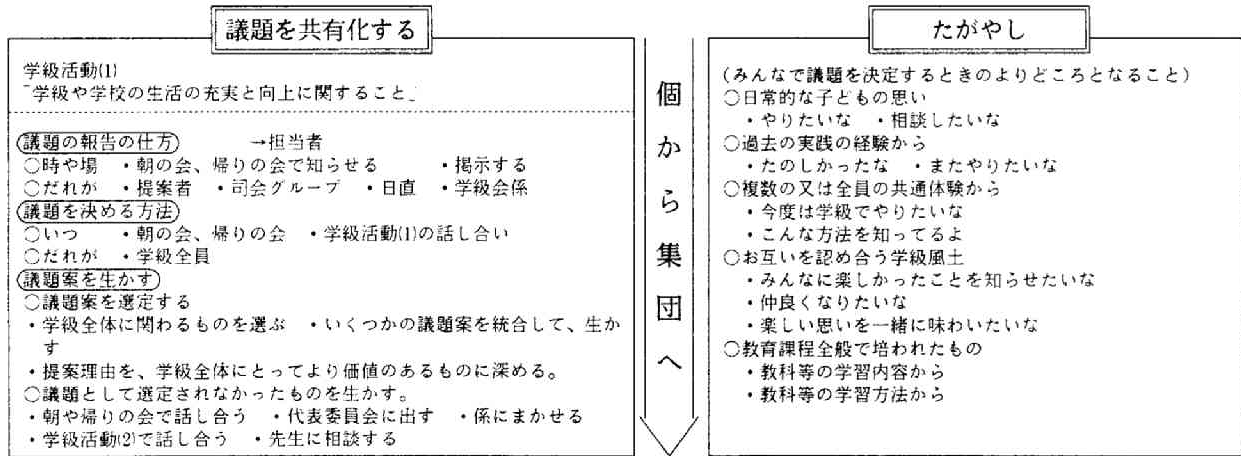 議題を共有化する
学級活動(1)
「学級や学校の生活の充実と向上に関すること」
議題の報告の仕方 →担当者
○時や場 ・朝の会、帰りの会で知らせる ・掲示する
○だれが ・提案者 ・司会グループ ・日直 ・学級会係
議題を決める方法
○いつ ・朝の会、帰りの会 ・学級活動(1)の話し合い
○だれが ・学級全員
議題案を生かす
○議題案を選定する
・学級全体に関わるものを選ぶ ・いくつかの議題案を統合して、生か
す
・提案理由を、学級全体にとってより価値のあるものに深める。
○議題として選定されなかったものを生かす。
・朝や帰りの会で話し合う ・代表委員会に出す ・係にまかせる
・学級活動(2)で話し合う ・先生に相談する
個から集団へ
たがやし
(みんなで議題を決定するときのよりどころとなること)
○日常的な子どもの思い
・やりたいな ・相談したいな
○過去の実践の経験から
・たのしかったな ・またやりたいな
○複数の又は全員の共通体験から
・今度は学級でやりたいな
・こんな方法を知ってるよ
○お互いを認め合う学級風土
・みんなに楽しかったことを知らせたいな
・仲良くなりたいな
・楽しい思いを一緒に味わいたいな
○教育課程全般で培われたもの
・教科等の学習内容から
・教科等の学習方法から